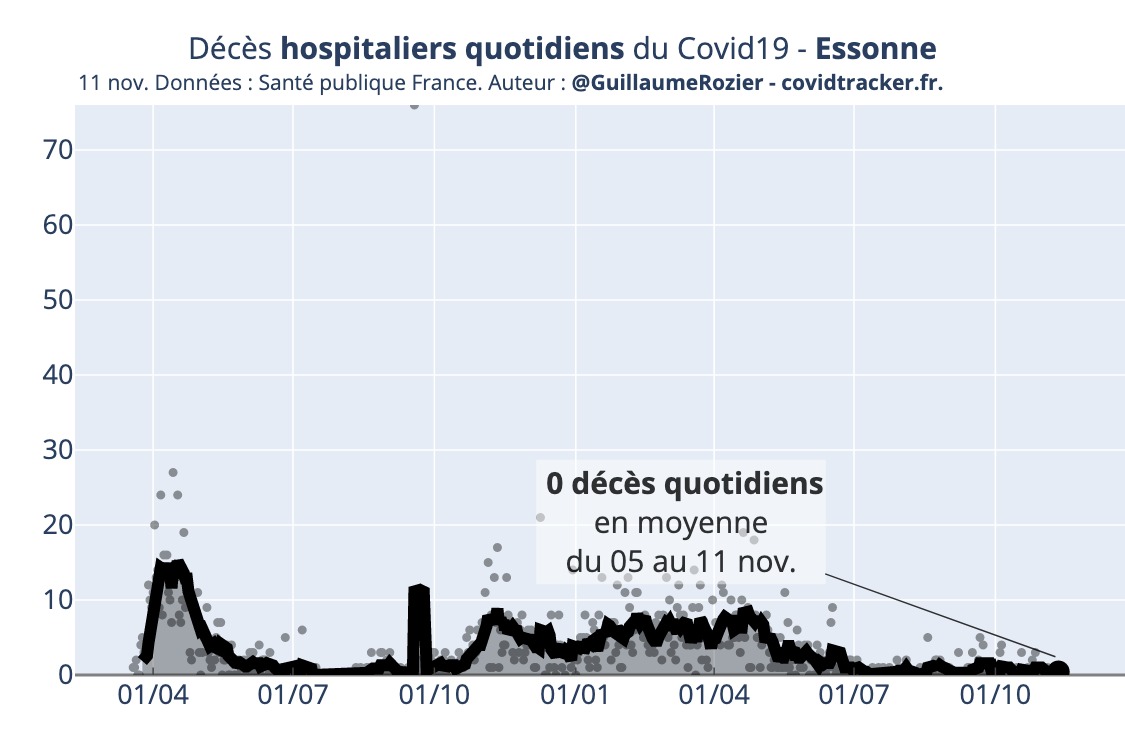 Décès hospitaliers quotidiens du Covid19 - Essonne
11 nov. Données : Santé publique France. Auteur : @GuillaumeRozier - covidtracker.fr.
70
60
50
40
30
20
10
0
0 décès quotidiens
en moyenne
du 05 au 11 nov.
01/04 01/07 01/10 01/01 01/04 01/07 01/10